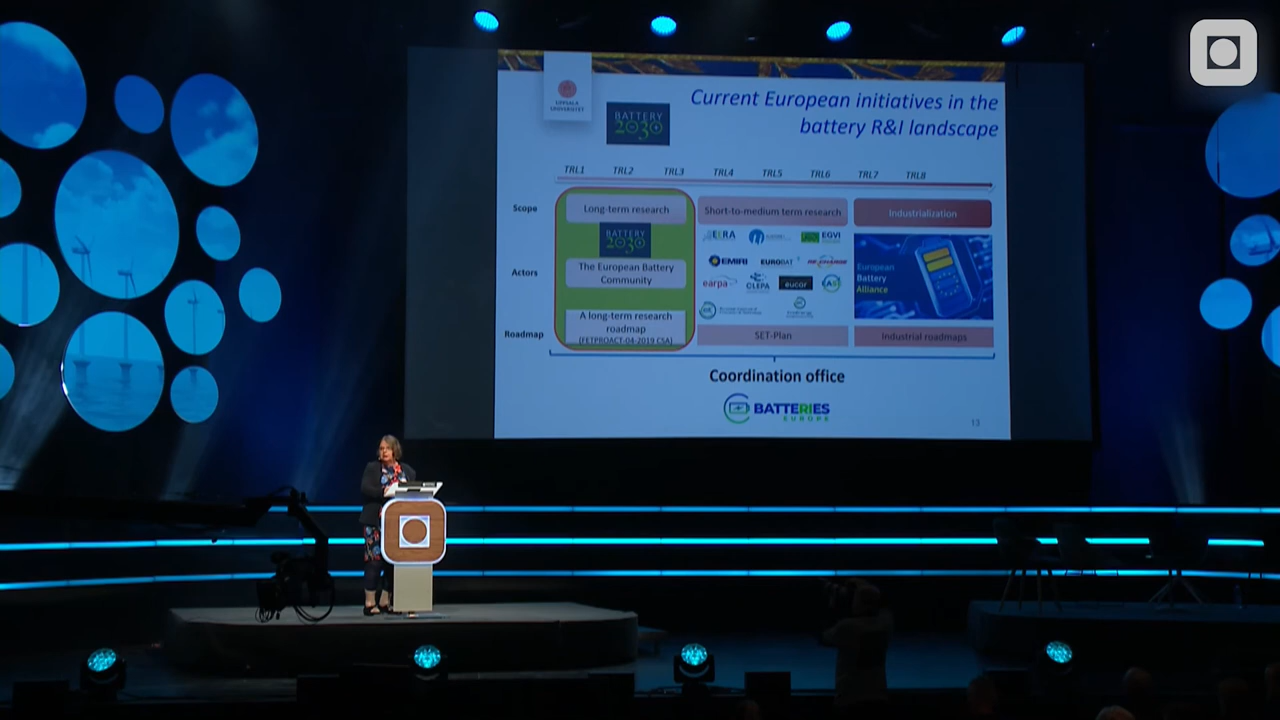 UPPSALA
UNIVERSITET
BATTERY
2030
Current European initiatives in the
battery R&I landscape
TRL1 TRL2 TRL3 TRL4 TRL5 TRL6 TRL7 TRL8
Scope
Long-term research
Short-to-medium term research
Industrialization
BATTERY
2030
EERA
EGVI
EMIRI
EUROBAT
RECHARGE
Actors
The European Battery
Community
earpa
CLEPA
eucar
European
Battery
Alliance
Roadmap
A long-term research
roadmap
(FETPROACT-04-2019 CSA)
SET-Plan
Industrial roadmaps
Coordination office
BATTERIES
EUROPE
13